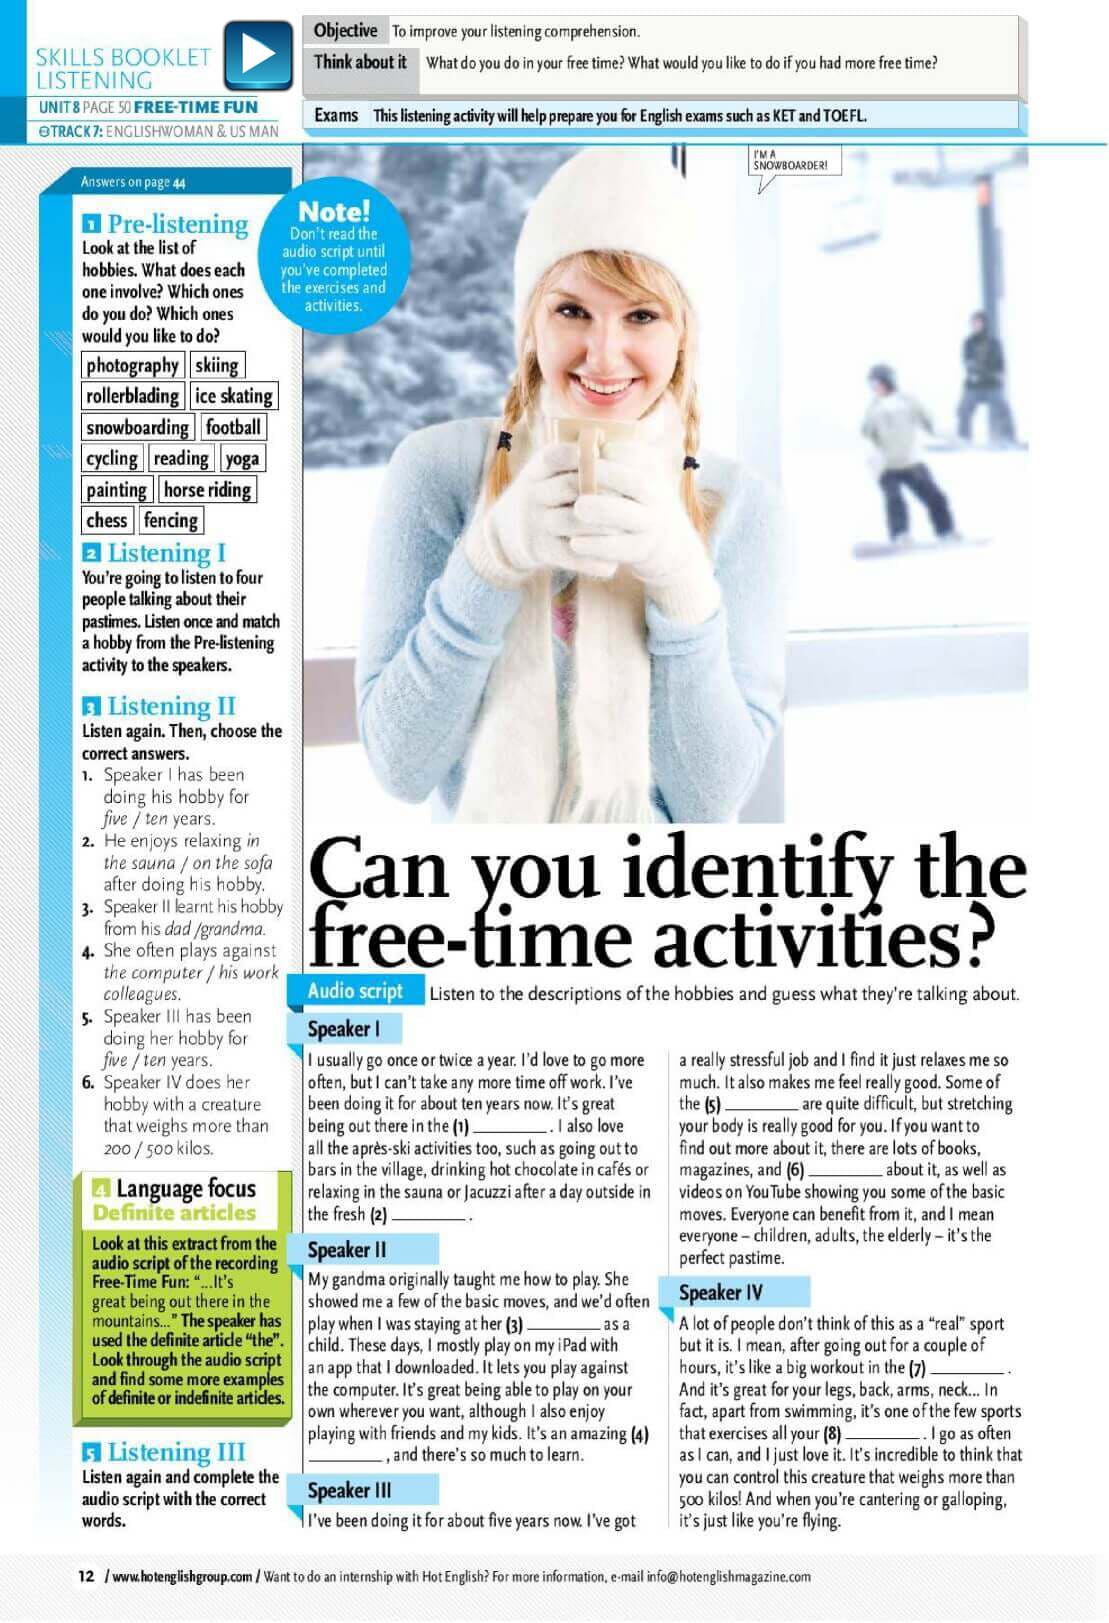 SKILLS BOOKLET
LISTENING
UNIT 8 PAGE 50 FREE-TIME FUN
TRACK 7: ENGLISHWOMAN & US MAN
Objective To improve your listening comprehension.
Think about it What do you do in your free time? What would you like to do if you had more free time?
Exams This listening activity will help prepare you for English exams such as KET and TOEFL.
I'M A
SNOWBOARDER!
Answers on page 44
Note!
Don't read the
audio script until
you've completed
the exercises and
activities.
1 Pre-listening
Look at the list of
hobbies. What does each
one involve? Which ones
do you do? Which ones
would you like to do?
photography skiing
rollerblading ice skating
snowboarding football
cycling reading yoga
painting horse riding
chess fencing
2 Listening I
You're going to listen to four
people talking about their
pastimes. Listen once and match
a hobby from the Pre-listening
activity to the speakers.
3 Listening II
Listen again. Then, choose the
correct answers.
1. Speaker I has been
doing his hobby for
five / ten years.
2. He enjoys relaxing in
the sauna / on the sofa
after doing his hobby.
3. Speaker II learnt his hobby
from his dad /grandma.
4. She often plays against
the computer / his work
colleagues.
5. Speaker III has been
doing her hobby for
five / ten years.
6. Speaker IV does her
hobby with a creature
that weighs more than
200 / 500 kilos.
4 Language focus
Definite articles
Look at this extract from the
audio script of the recording
Free-Time Fun: “...It's
great being out there in the
mountains...” The speaker has
used the definite article “the”.
Look through the audio script
and find some more examples
of definite or indefinite articles.
5 Listening III
Listen again and complete the
audio script with the correct
words.
Can you identify the
free-time activities?
Audio script Listen to the descriptions of the hobbies and guess what they're talking about.
Speaker I
I usually go once or twice a year. I'd love to go more
often, but I can't take any more time off work. I've
been doing it for about ten years now. It's great
being out there in the (1) ________ . I also love
all the après-ski activities too, such as going out to
bars in the village, drinking hot chocolate in cafés or
relaxing in the sauna or Jacuzzi after a day outside in
the fresh (2) ________ .
Speaker II
My gandma originally taught me how to play. She
showed me a few of the basic moves, and we'd often
play when I was staying at her (3) ________ as a
child. These days, I mostly play on my iPad with
an app that I downloaded. It lets you play against
the computer. It's great being able to play on your
own wherever you want, although I also enjoy
playing with friends and my kids. It's an amazing (4)
________ , and there's so much to learn.
Speaker III
I've been doing it for about five years now. I've got
a really stressful job and I find it just relaxes me so
much. It also makes me feel really good. Some of
the (5) ________ are quite difficult, but stretching
your body is really good for you. If you want to
find out more about it, there are lots of books,
magazines, and (6) ________ about it, as well as
videos on YouTube showing you some of the basic
moves. Everyone can benefit from it, and I mean
everyone – children, adults, the elderly – it's the
perfect pastime.
Speaker IV
A lot of people don't think of this as a “real” sport
but it is. I mean, after going out for a couple of
hours, it's like a big workout in the (7) ________ .
And it's great for your legs, back, arms, neck... In
fact, apart from swimming, it's one of the few sports
that exercises all your (8) ________ . I go as often
as I can, and I just love it. It's incredible to think that
you can control this creature that weighs more than
500 kilos! And when you're cantering or galloping,
it's just like you're flying.
12 / www.hotenglishgroup.com / Want to do an internship with Hot English? For more information, e-mail info@hotenglishmagazine.com